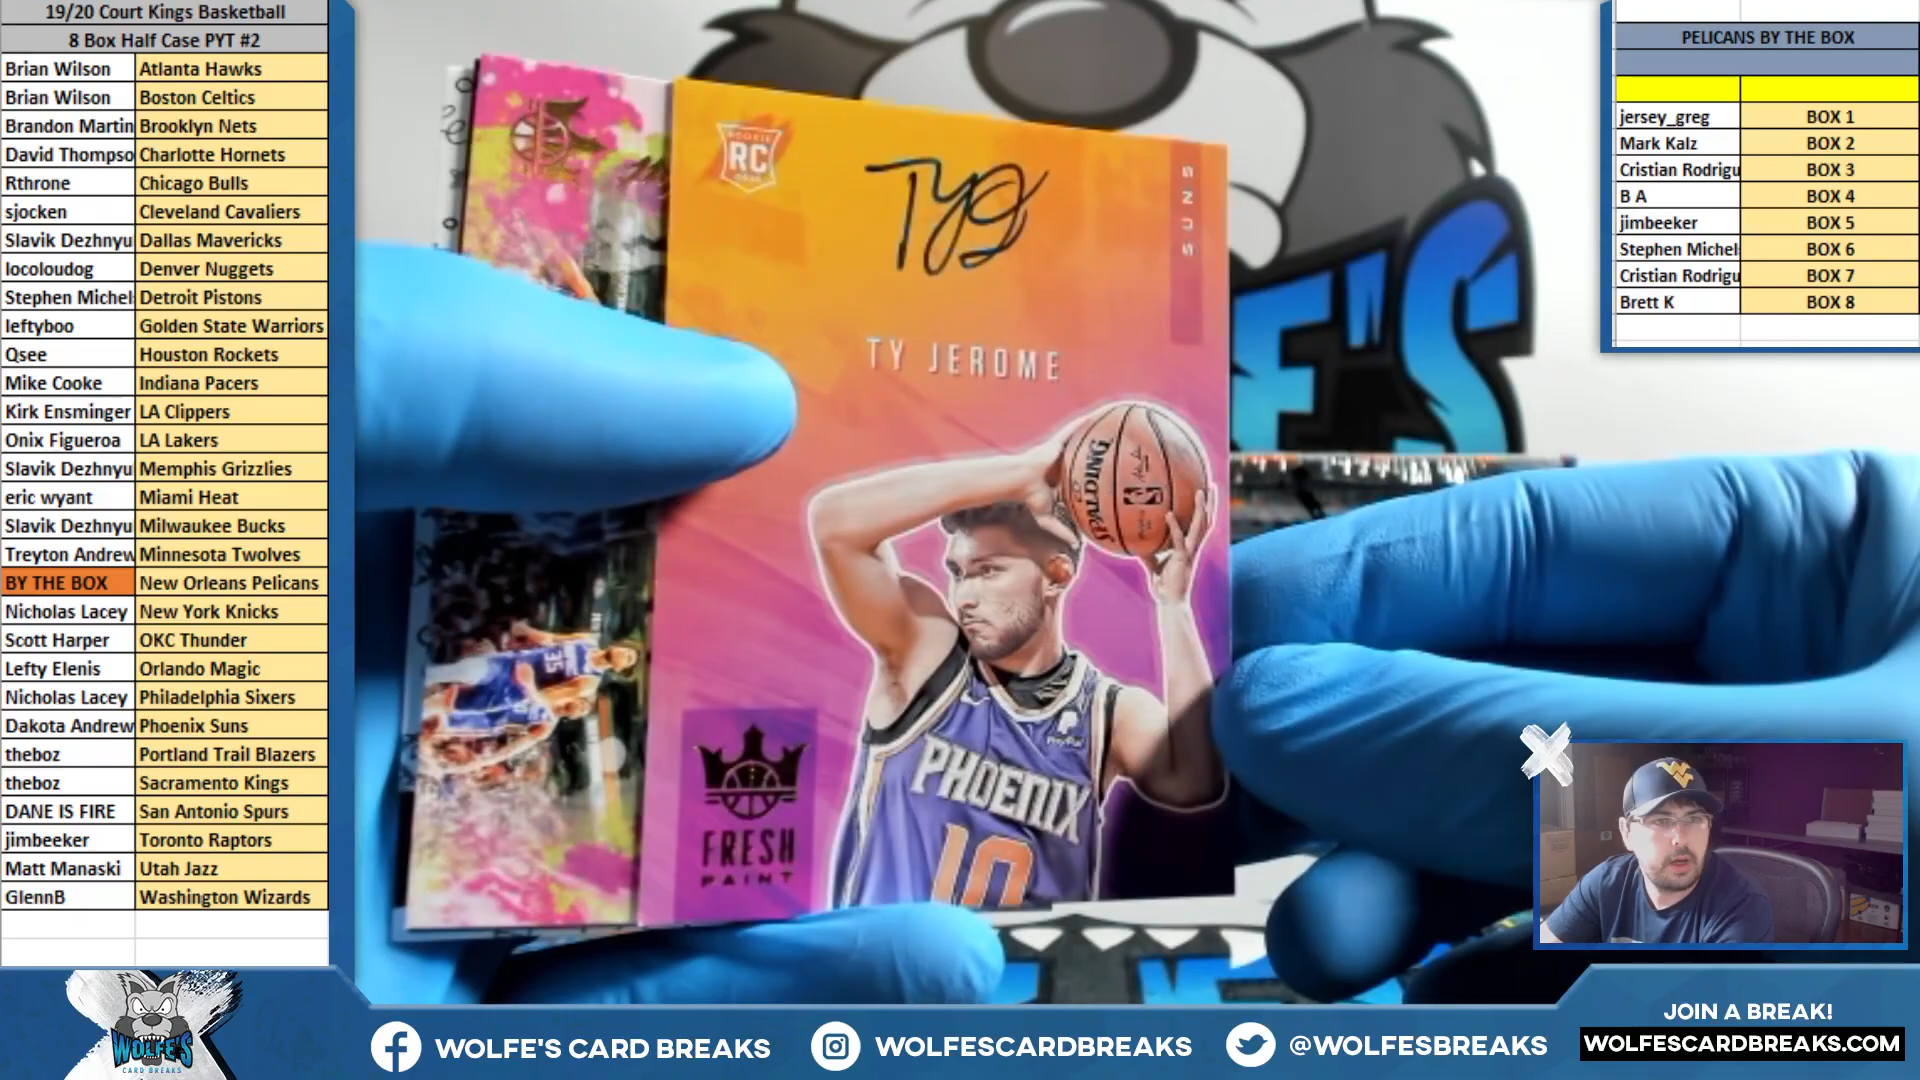 19/20 Court Kings Basketball
8 Box Half Case PYT #2
Brian Wilson Atlanta Hawks
Brian Wilson Boston Celtics
Brandon Martin Brooklyn Nets
David Thompso Charlotte Hornets
Rthrone Chicago Bulls
sjocken Cleveland Cavaliers
Slavik Dezhnyu Dallas Mavericks
locoloudog Denver Nuggets
Stephen Michel Detroit Pistons
leftyboo Golden State Warriors
Qsee Houston Rockets
Mike Cooke Indiana Pacers
Kirk Ensminger LA Clippers
Onix Figueroa LA Lakers
Slavik Dezhnyu Memphis Grizzlies
eric wyant Miami Heat
Slavik Dezhnyu Milwaukee Bucks
Treyton Andrew Minnesota Twolves
BY THE BOX New Orleans Pelicans
Nicholas Lacey New York Knicks
Scott Harper OKC Thunder
Lefty Elenis Orlando Magic
Nicholas Lacey Philadelphia Sixers
Dakota Andrew Phoenix Suns
theboz Portland Trail Blazers
theboz Sacramento Kings
DANE IS FIRE San Antonio Spurs
jimbeeker Toronto Raptors
Matt Manaski Utah Jazz
GlennB Washington Wizards
PELICANS BY THE BOX
jersey_greg BOX 1
Mark Kalz BOX 2
Cristian Rodrigu BOX 3
B A BOX 4
jimbeeker BOX 5
Stephen Michel BOX 6
Cristian Rodrigu BOX 7
Brett K BOX 8
ROOKIE
RC
SUNS
TY JEROME
SPALDING
PayPal
PHOENIX
10
FRESH
PAINT
35
WOLFE'S
CARD BREAKS
WOLFE'S CARD BREAKS
WOLFESCARDBREAKS
@WOLFESBREAKS
JOIN A BREAK!
WOLFESCARDBREAKS.COM